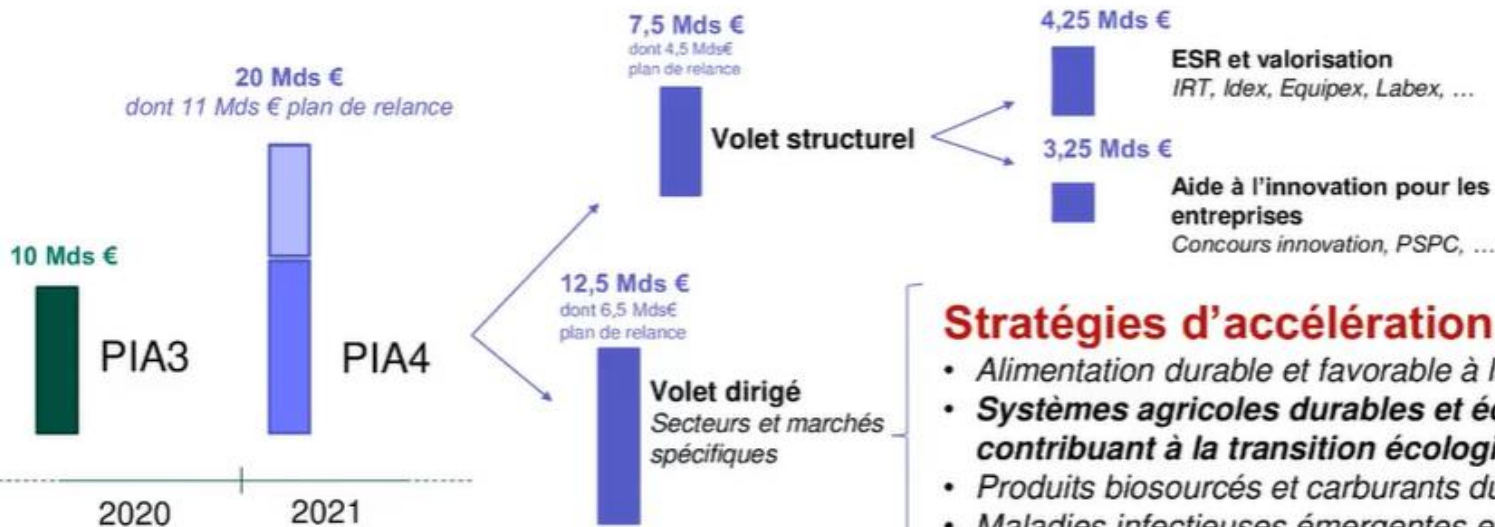 10 Mds €
PIA3
20 Mds €
dont 11 Mds € plan de relance
PIA4
2020
2021
7,5 Mds €
dont 4,5 Mds€
plan de relance
Volet structurel
4,25 Mds €
ESR et valorisation
IRT, Idex, Equipex, Labex, ...
3,25 Mds €
Aide à l'innovation pour les
entreprises
Concours innovation, PSPC, ...
12,5 Mds €
dont 6,5 Mds€
plan de relance
Volet dirigé
Secteurs et marchés
spécifiques
Stratégies d'accélération
• Alimentation durable et favorable à
• Systèmes agricoles durables et
contribuant à la transition
• Produits biosourcés et carburants
• Maladies infectieuses émergentes